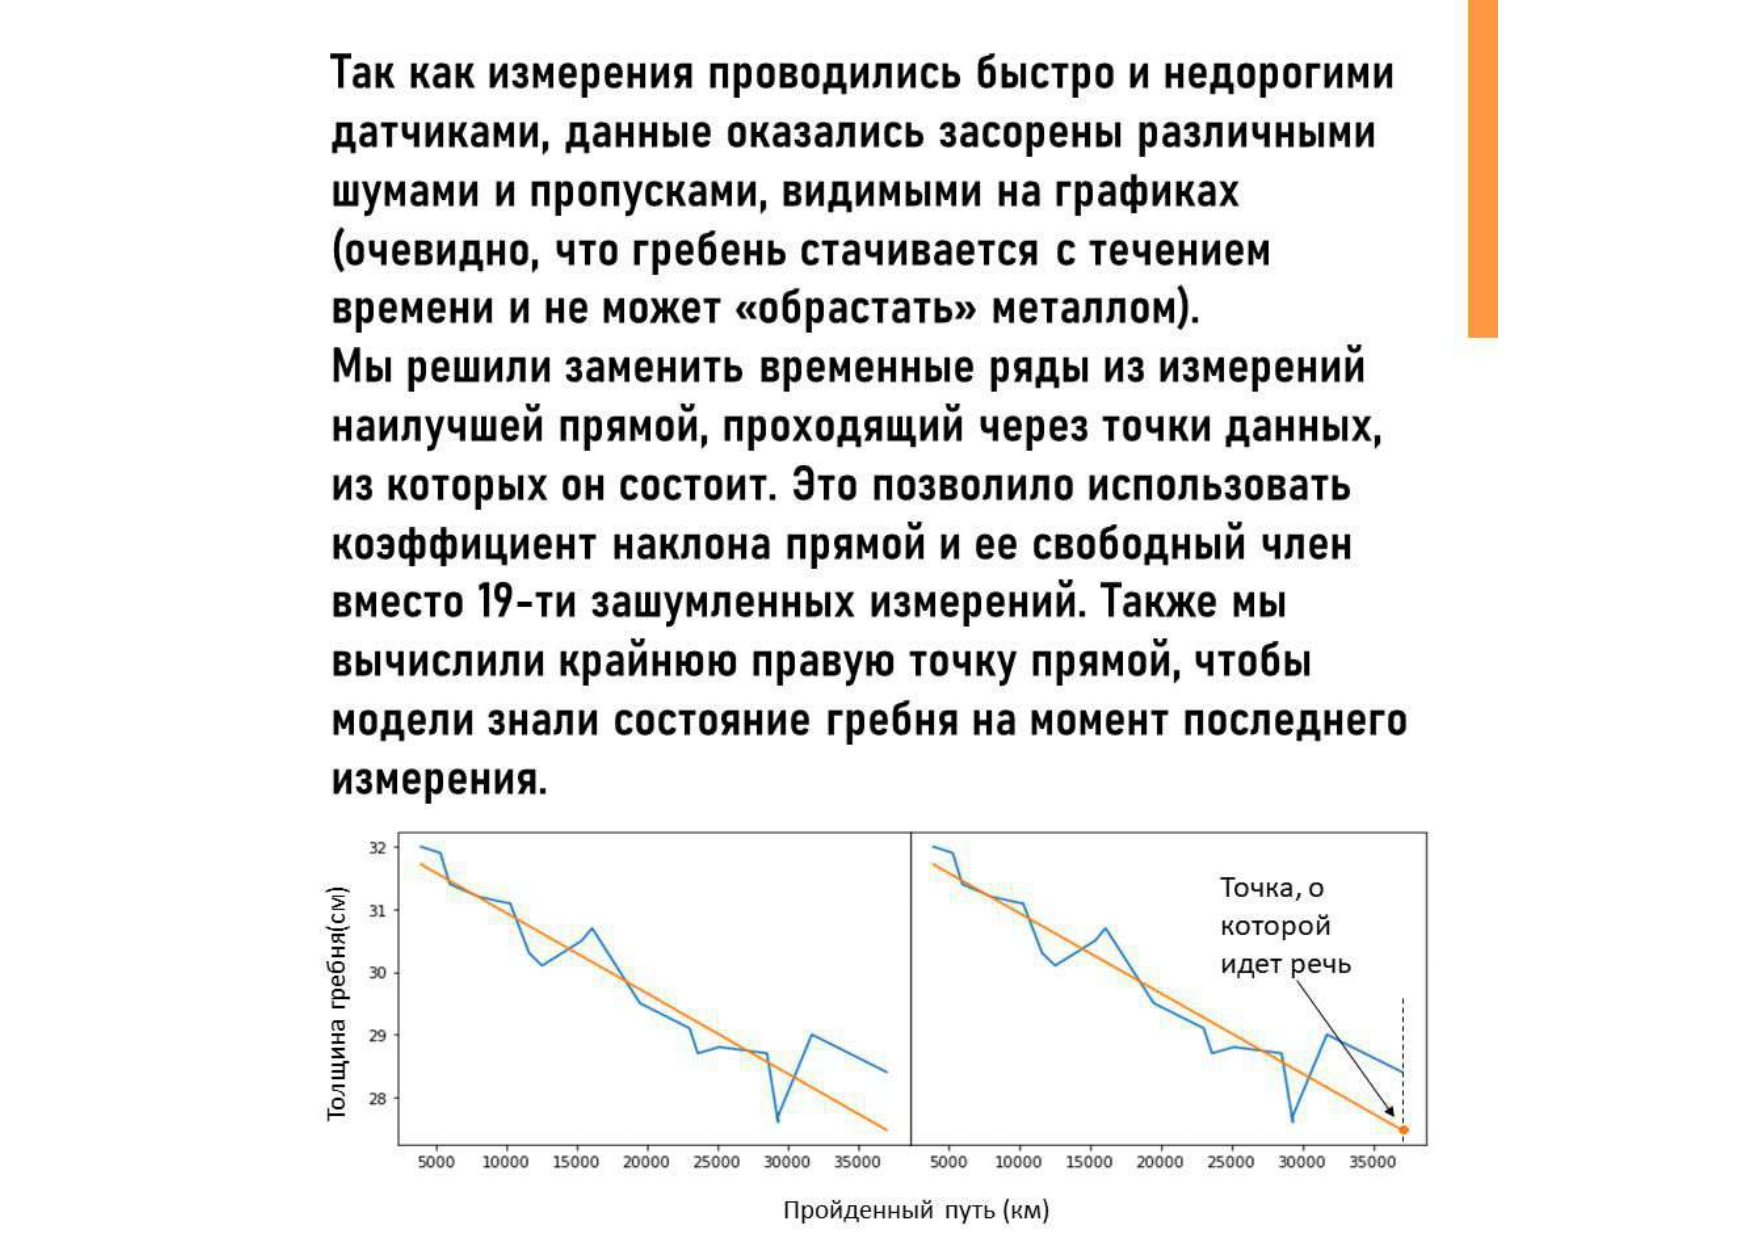 Так как измерения проводились быстро и недорогими
датчиками, данные оказались засорены различными
шумами и пропусками, видимыми на графиках
(очевидно, что гребень стачивается с течением
времени и не может «обрастать» металлом).
Мы решили заменить временные ряды из измерений
наилучшей прямой, проходящий через точки данных,
из которых он состоит. Это позволило использовать
коэффициент наклона прямой и ее свободный член
вместо 19-ти зашумленных измерений. Также мы
вычислили крайнюю правую точку прямой, чтобы
модели знали состояние гребня на момент последнего
измерения.
Толщина гребня(см)
32
31
30
29
28
Точка, о
которой
идет речь
5000 10000 15000 20000 25000 30000 35000
5000 10000 15000 20000 25000 30000 35000
Пройденный путь (км)